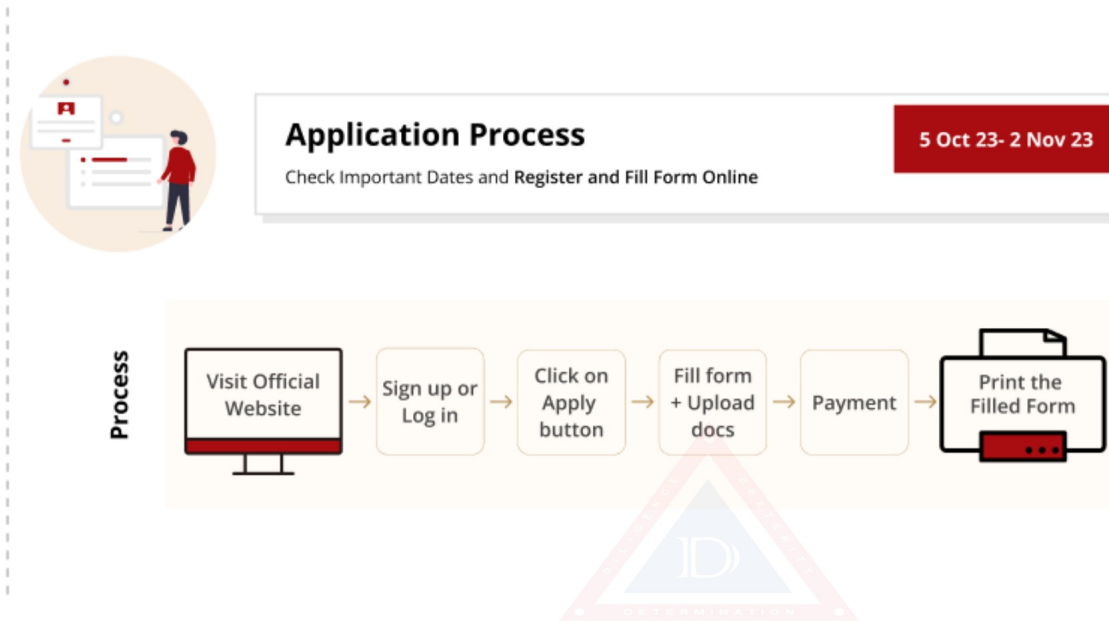 Application Process
5 Oct 23- 2 Nov 23
Check Important Dates and Register and Fill Form Online
Process
Visit Official
Website
Sign up or
Log in
Click on
Apply
button
Fill form
+ Upload
docs
Payment
Print the
Filled Form
D
DETERMINATION